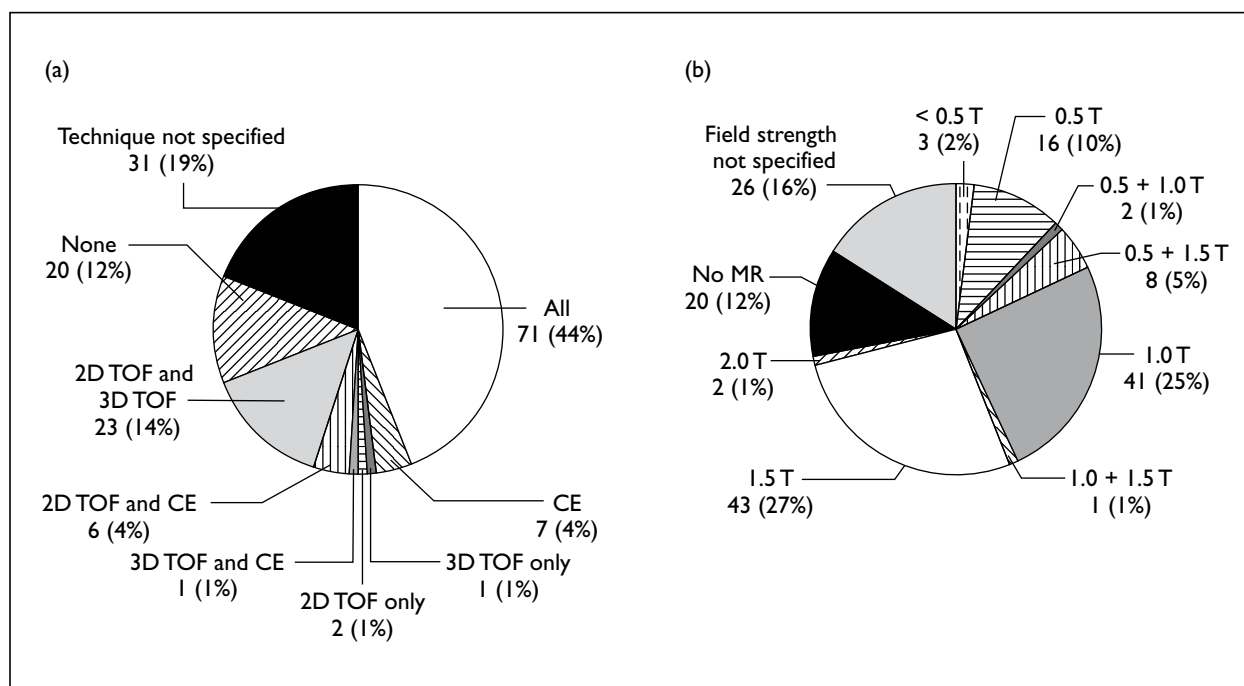 (a)
Technique not specified
31 (19%)
None
20 (12%)
2D TOF and
3D TOF
23 (14%)
2D TOF and CE
6 (4%)
3D TOF and CE
1 (1%)
2D TOF only
2 (1%)
3D TOF only
1 (1%)
CE
7 (4%)
All
71 (44%)
(b)
Field strength
not specified
26 (16%)
No MR
20 (12%)
2.0 T
2 (1%)
1.5 T
43 (27%)
< 0.5 T
3 (2%)
0.5 T
16 (10%)
0.5 + 1.0 T
2 (1%)
0.5 + 1.5 T
8 (5%)
1.0 T
41 (25%)
1.0 + 1.5 T
1 (1%)